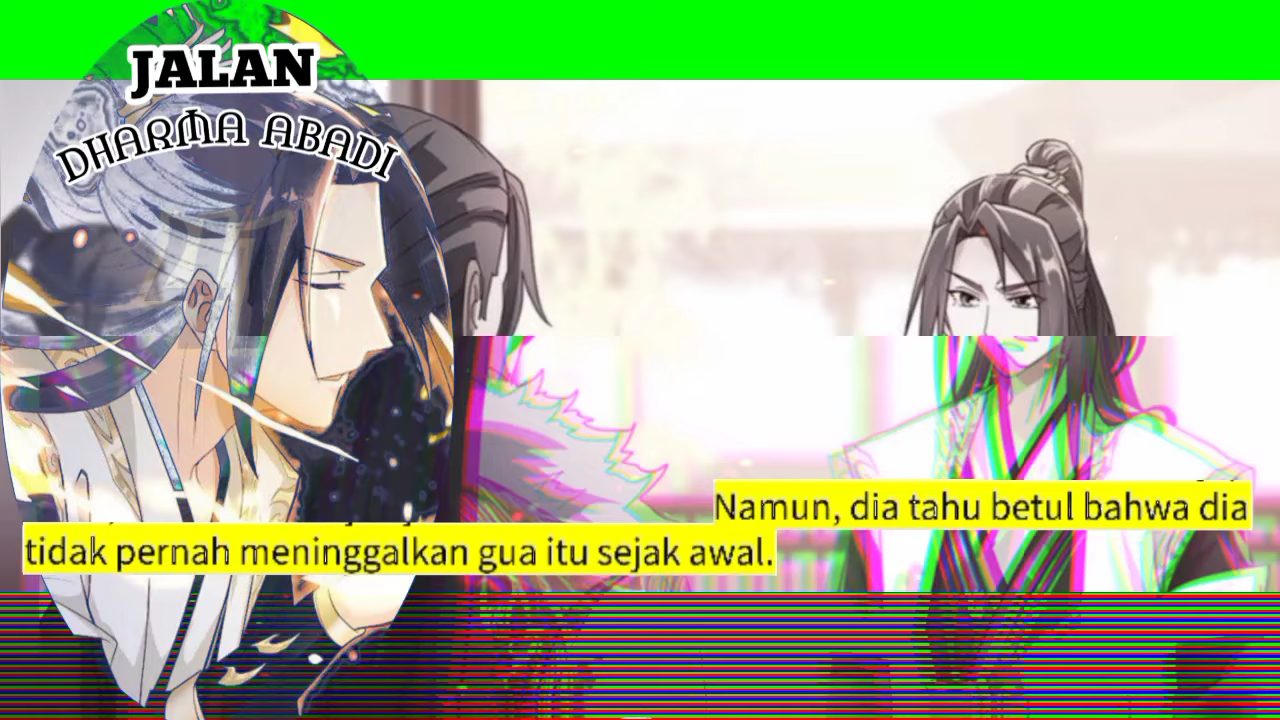 JALAN
DHARMA ABADI
Namun, dia tahu betul bahwa dia
tidak pernah meninggalkan gua itu sejak awal.